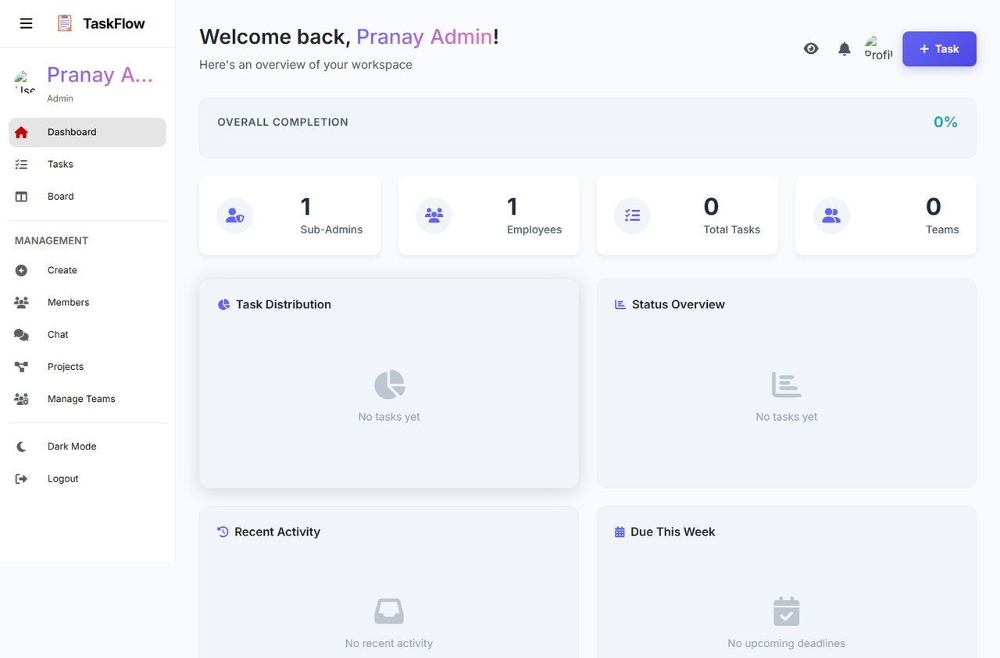 TaskFlow
Pranay A...
Admin
Dashboard
Tasks
Board
MANAGEMENT
Create
Members
Chat
Projects
Manage Teams
Dark Mode
Logout
Welcome back, Pranay Admin!
Here's an overview of your workspace
Task
OVERALL COMPLETION
0%
1
Sub-Admins
1
Employees
0
Total Tasks
0
Teams
Task Distribution
No tasks yet
Status Overview
No tasks yet
Recent Activity
No recent activity
Due This Week
No upcoming deadlines